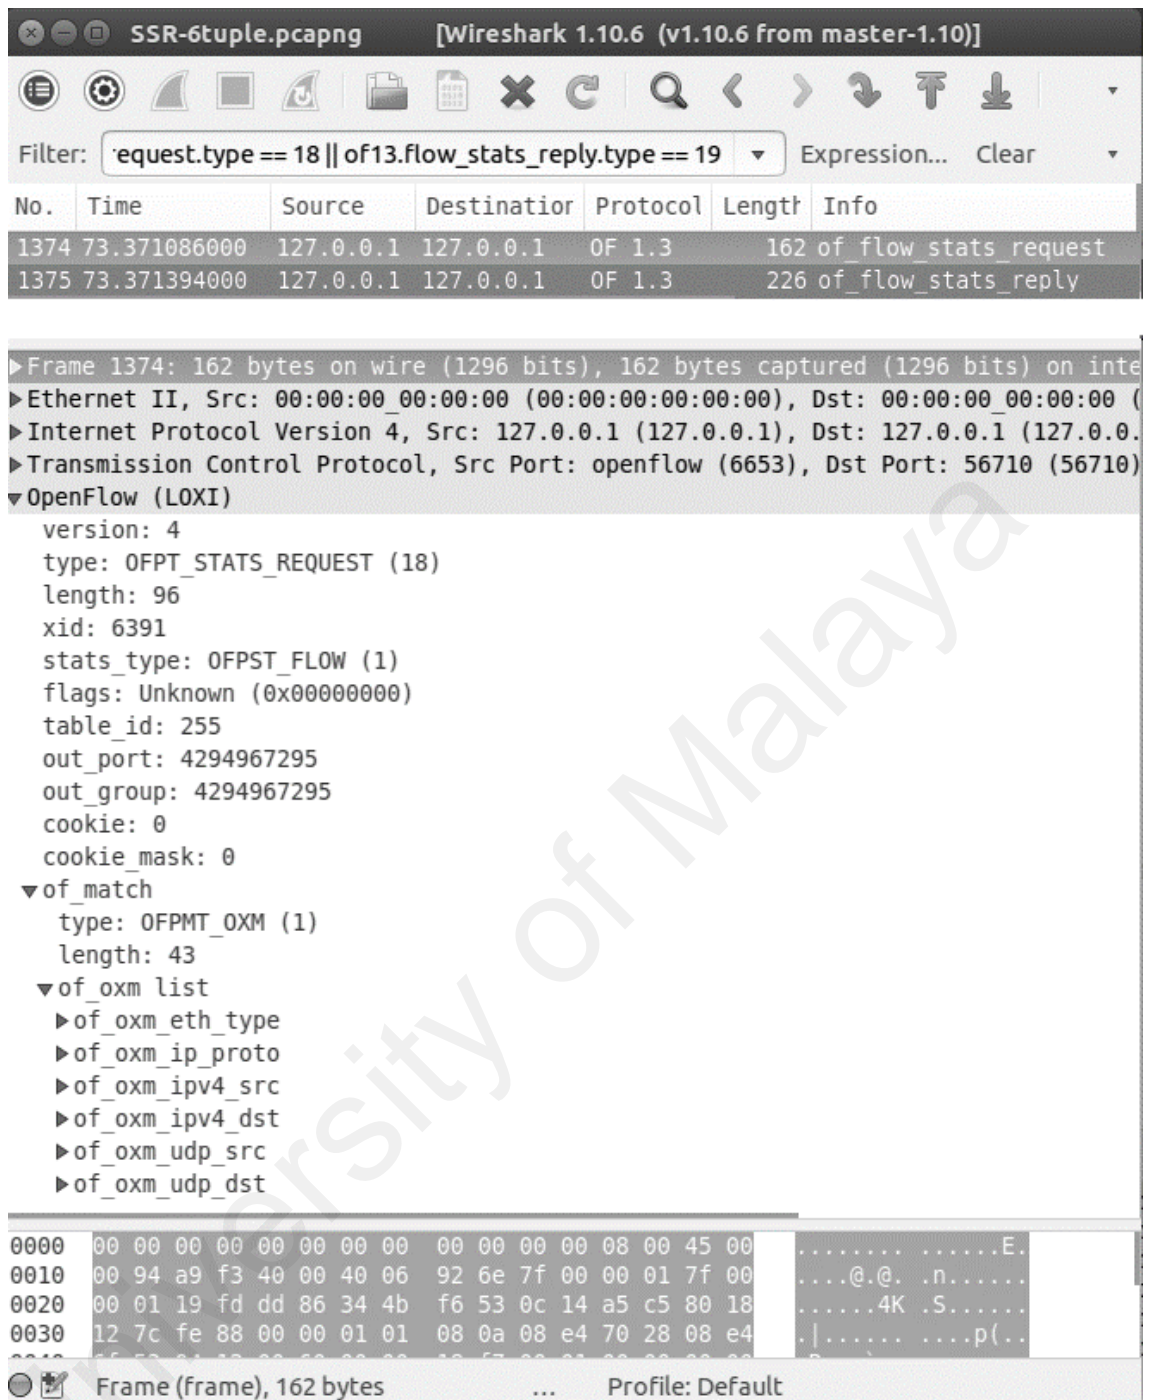 SSR-6tuple.pcapng [Wireshark 1.10.6 (v1.10.6 from master-1.10)]
Filter: equest.type == 18 || of13.flow_stats_reply.type == 19 Expression... Clear
No. Time Source Destination Protocol Length Info
1374 73.371086000 127.0.0.1 127.0.0.1 OF 1.3 162 of_flow_stats_request
1375 73.371394000 127.0.0.1 127.0.0.1 OF 1.3 226 of_flow_stats_reply
Frame 1374: 162 bytes on wire (1296 bits), 162 bytes captured (1296 bits) on inte
Ethernet II, Src: 00:00:00_00:00:00 (00:00:00:00:00:00), Dst: 00:00:00_00:00:00 (
Internet Protocol Version 4, Src: 127.0.0.1 (127.0.0.1), Dst: 127.0.0.1 (127.0.0.
Transmission Control Protocol, Src Port: openflow (6653), Dst Port: 56710 (56710)
OpenFlow (LOXI)
version: 4
type: OFPT_STATS_REQUEST (18)
length: 96
xid: 6391
stats_type: OFPST_FLOW (1)
flags: Unknown (0x00000000)
table_id: 255
out_port: 4294967295
out_group: 4294967295
cookie: 0
cookie_mask: 0
of_match
type: OFPMT_OXM (1)
length: 43
of_oxm list
of_oxm_eth_type
of_oxm_ip_proto
of_oxm_ipv4_src
of_oxm_ipv4_dst
of_oxm_udp_src
of_oxm_udp_dst
0000 00 00 00 00 00 00 00 00 00 00 00 00 08 00 45 00 ........ ......E.
0010 00 94 a9 f3 40 00 40 06 92 6e 7f 00 00 01 7f 00 ....@.@. .n......
0020 00 01 19 fd dd 86 34 4b f6 53 0c 14 a5 c5 80 18 ......4K .S......
0030 12 7c fe 88 00 00 01 01 08 0a 08 e4 70 28 08 e4 .|...... ....p(..
Frame (frame), 162 bytes ... Profile: Default
University of Malaya